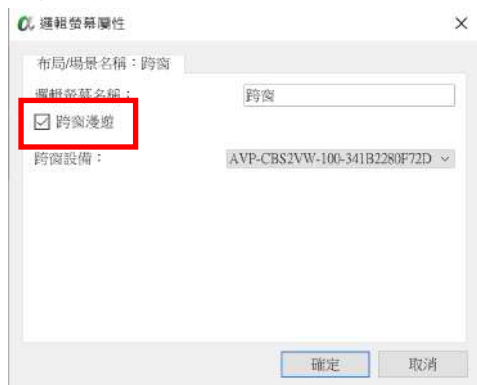 邏輯螢幕屬性
布局/場景名稱：跨窗
邏輯螢幕名稱：
跨窗
跨窗漫遊
跨窗設備：
AVP-CBS2VW-100-341B2280F72D
確定
取消